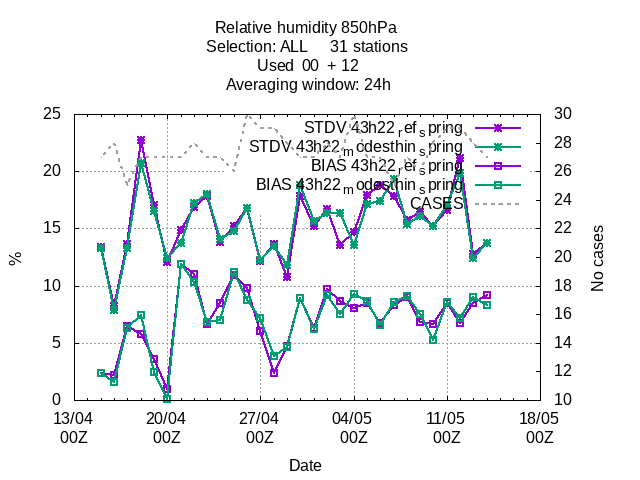 Relative humidity 850hPa
Selection: ALL 31 stations
Used 00 + 12
Averaging window: 24h
25 30
STDV 43h22_ref_spring
28
STDV 43h22_modesthin_spring
20 BIAS 43h22_ref_spring 26
BIAS 43h22_modesthin_spring
CASES 24
15 22
% 20 No cases
10 18
16
5 14
12
0 10
13/04 20/04 27/04 04/05 11/05 18/05
00Z 00Z 00Z 00Z 00Z 00Z
Date